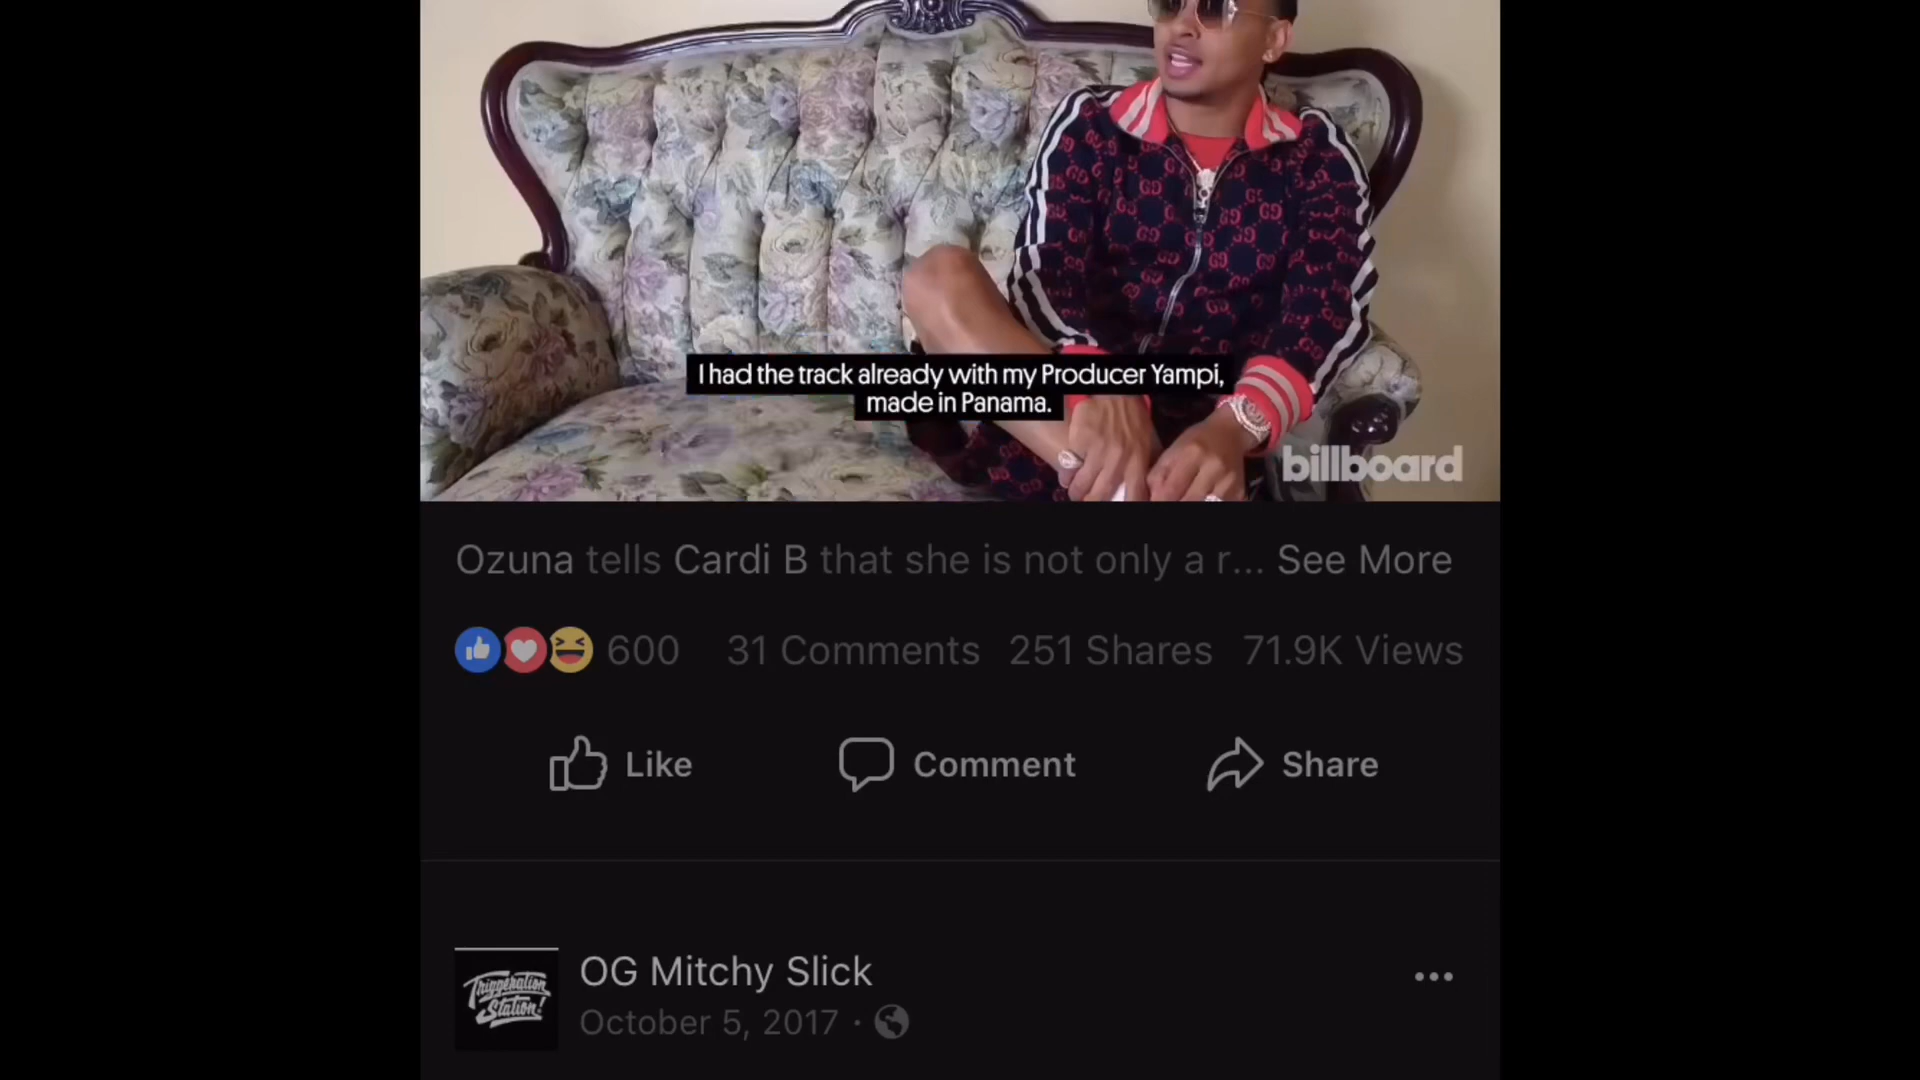 I had the track already with my Producer Yampi,
made in Panama.
billboard
Ozuna tells Cardi B that she is not only a r... See More
600 31 Comments 251 Shares 71.9K Views
Like Comment Share
Triggeration
Station!
OG Mitchy Slick
October 5, 2017 ·